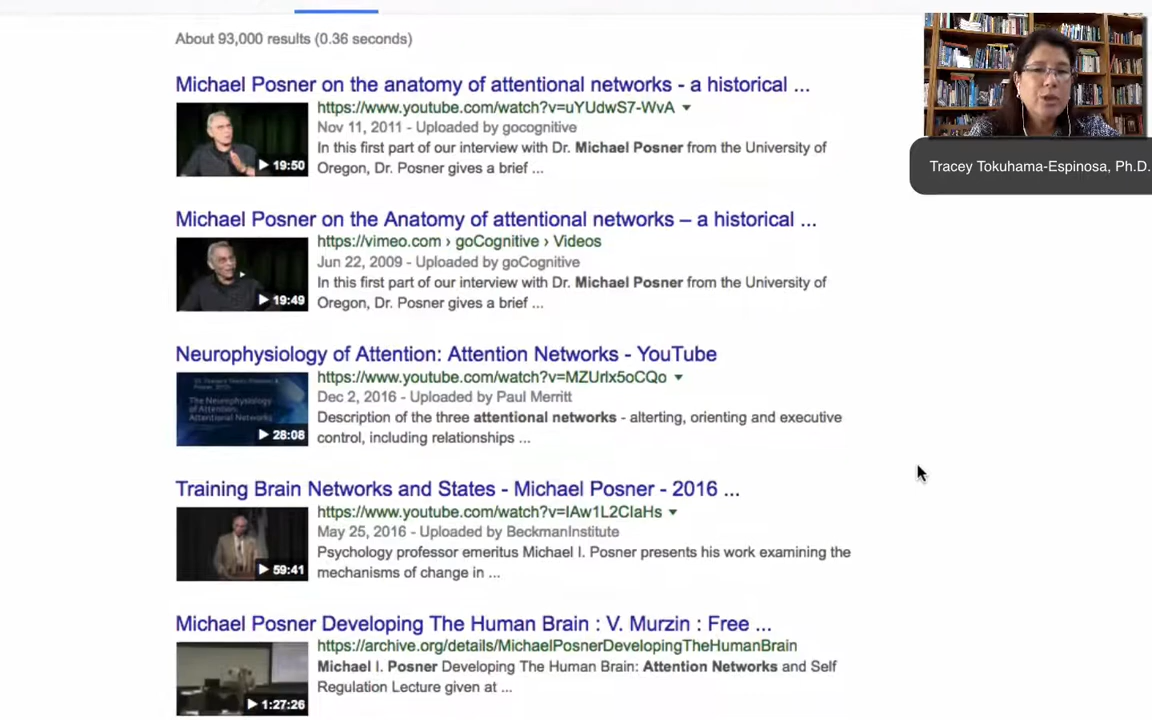 About 93,000 results (0.36 seconds)
Michael Posner on the anatomy of attentional networks - a historical ...
https://www.youtube.com/watch?v=uYUdwS7-WvA
Nov 11, 2011 - Uploaded by gocognitive
In this first part of our interview with Dr. Michael Posner from the University of
Oregon, Dr. Posner gives a brief ...
19:50
Michael Posner on the Anatomy of attentional networks – a historical ...
https://vimeo.com › goCognitive › Videos
Jun 22, 2009 - Uploaded by goCognitive
In this first part of our interview with Dr. Michael Posner from the University of
Oregon, Dr. Posner gives a brief ...
19:49
Neurophysiology of Attention: Attention Networks - YouTube
https://www.youtube.com/watch?v=MZUrlx5oCQo
Dec 2, 2016 - Uploaded by Paul Merritt
Description of the three attentional networks - alterting, orienting and executive
control, including relationships ...
The Neurophysiology
of Attention:
Attentional Networks
28:08
Training Brain Networks and States - Michael Posner - 2016 ...
https://www.youtube.com/watch?v=IAw1L2CIaHs
May 25, 2016 - Uploaded by BeckmanInstitute
Psychology professor emeritus Michael I. Posner presents his work examining the
mechanisms of change in ...
59:41
Michael Posner Developing The Human Brain : V. Murzin : Free ...
https://archive.org/details/MichaelPosnerDevelopingTheHumanBrain
Michael I. Posner Developing The Human Brain: Attention Networks and Self
Regulation Lecture given at ...
1:27:26
Tracey Tokuhama-Espinosa, Ph.D.